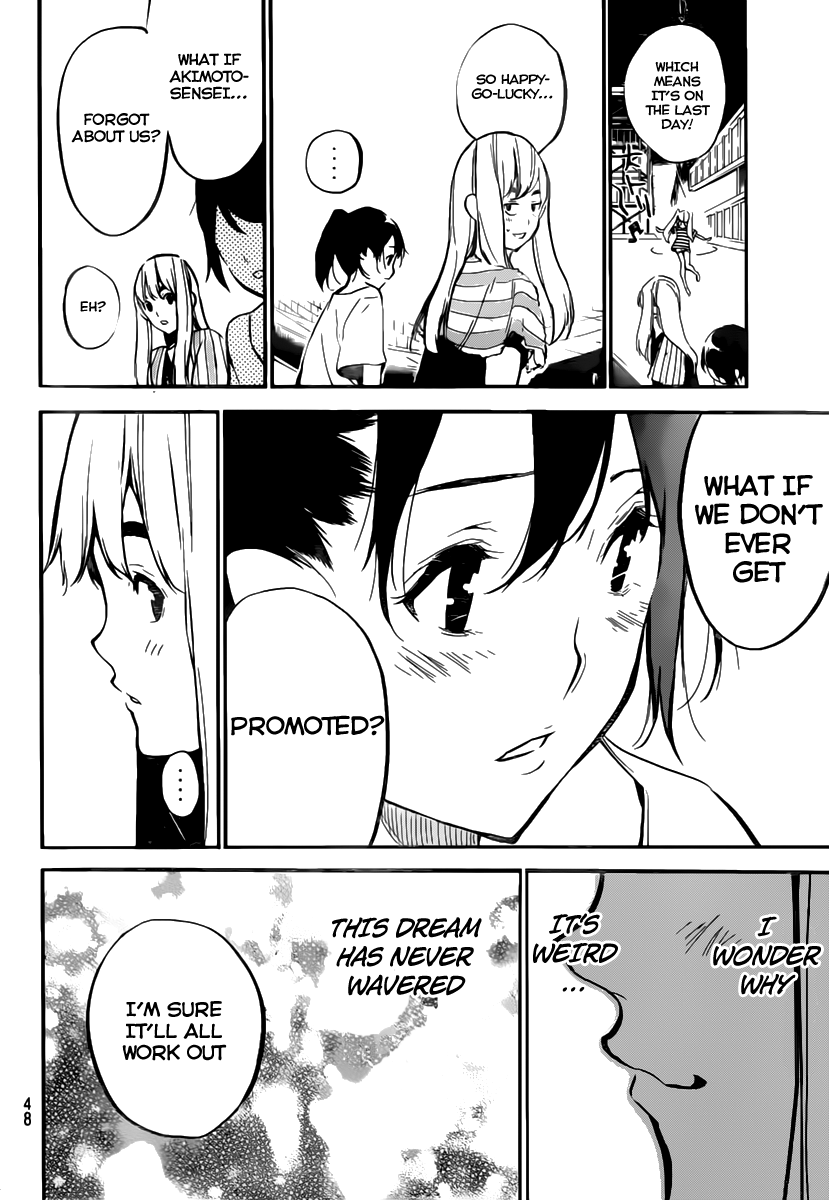 WHICH
MEANS
IT'S ON
THE LAST
DAY!
SO HAPPY-
GO-LUCKY...
....
WHAT IF
AKIMOTO-
SENSEI...
FORGOT
ABOUT US?
EH?
WHAT IF
WE DON'T
EVER
GET
PROMOTED?
....
I
WONDER
WHY
IT'S
WEIRD
...
THIS DREAM
HAS NEVER
WAVERED
I'M SURE
IT'LL ALL
WORK OUT
48